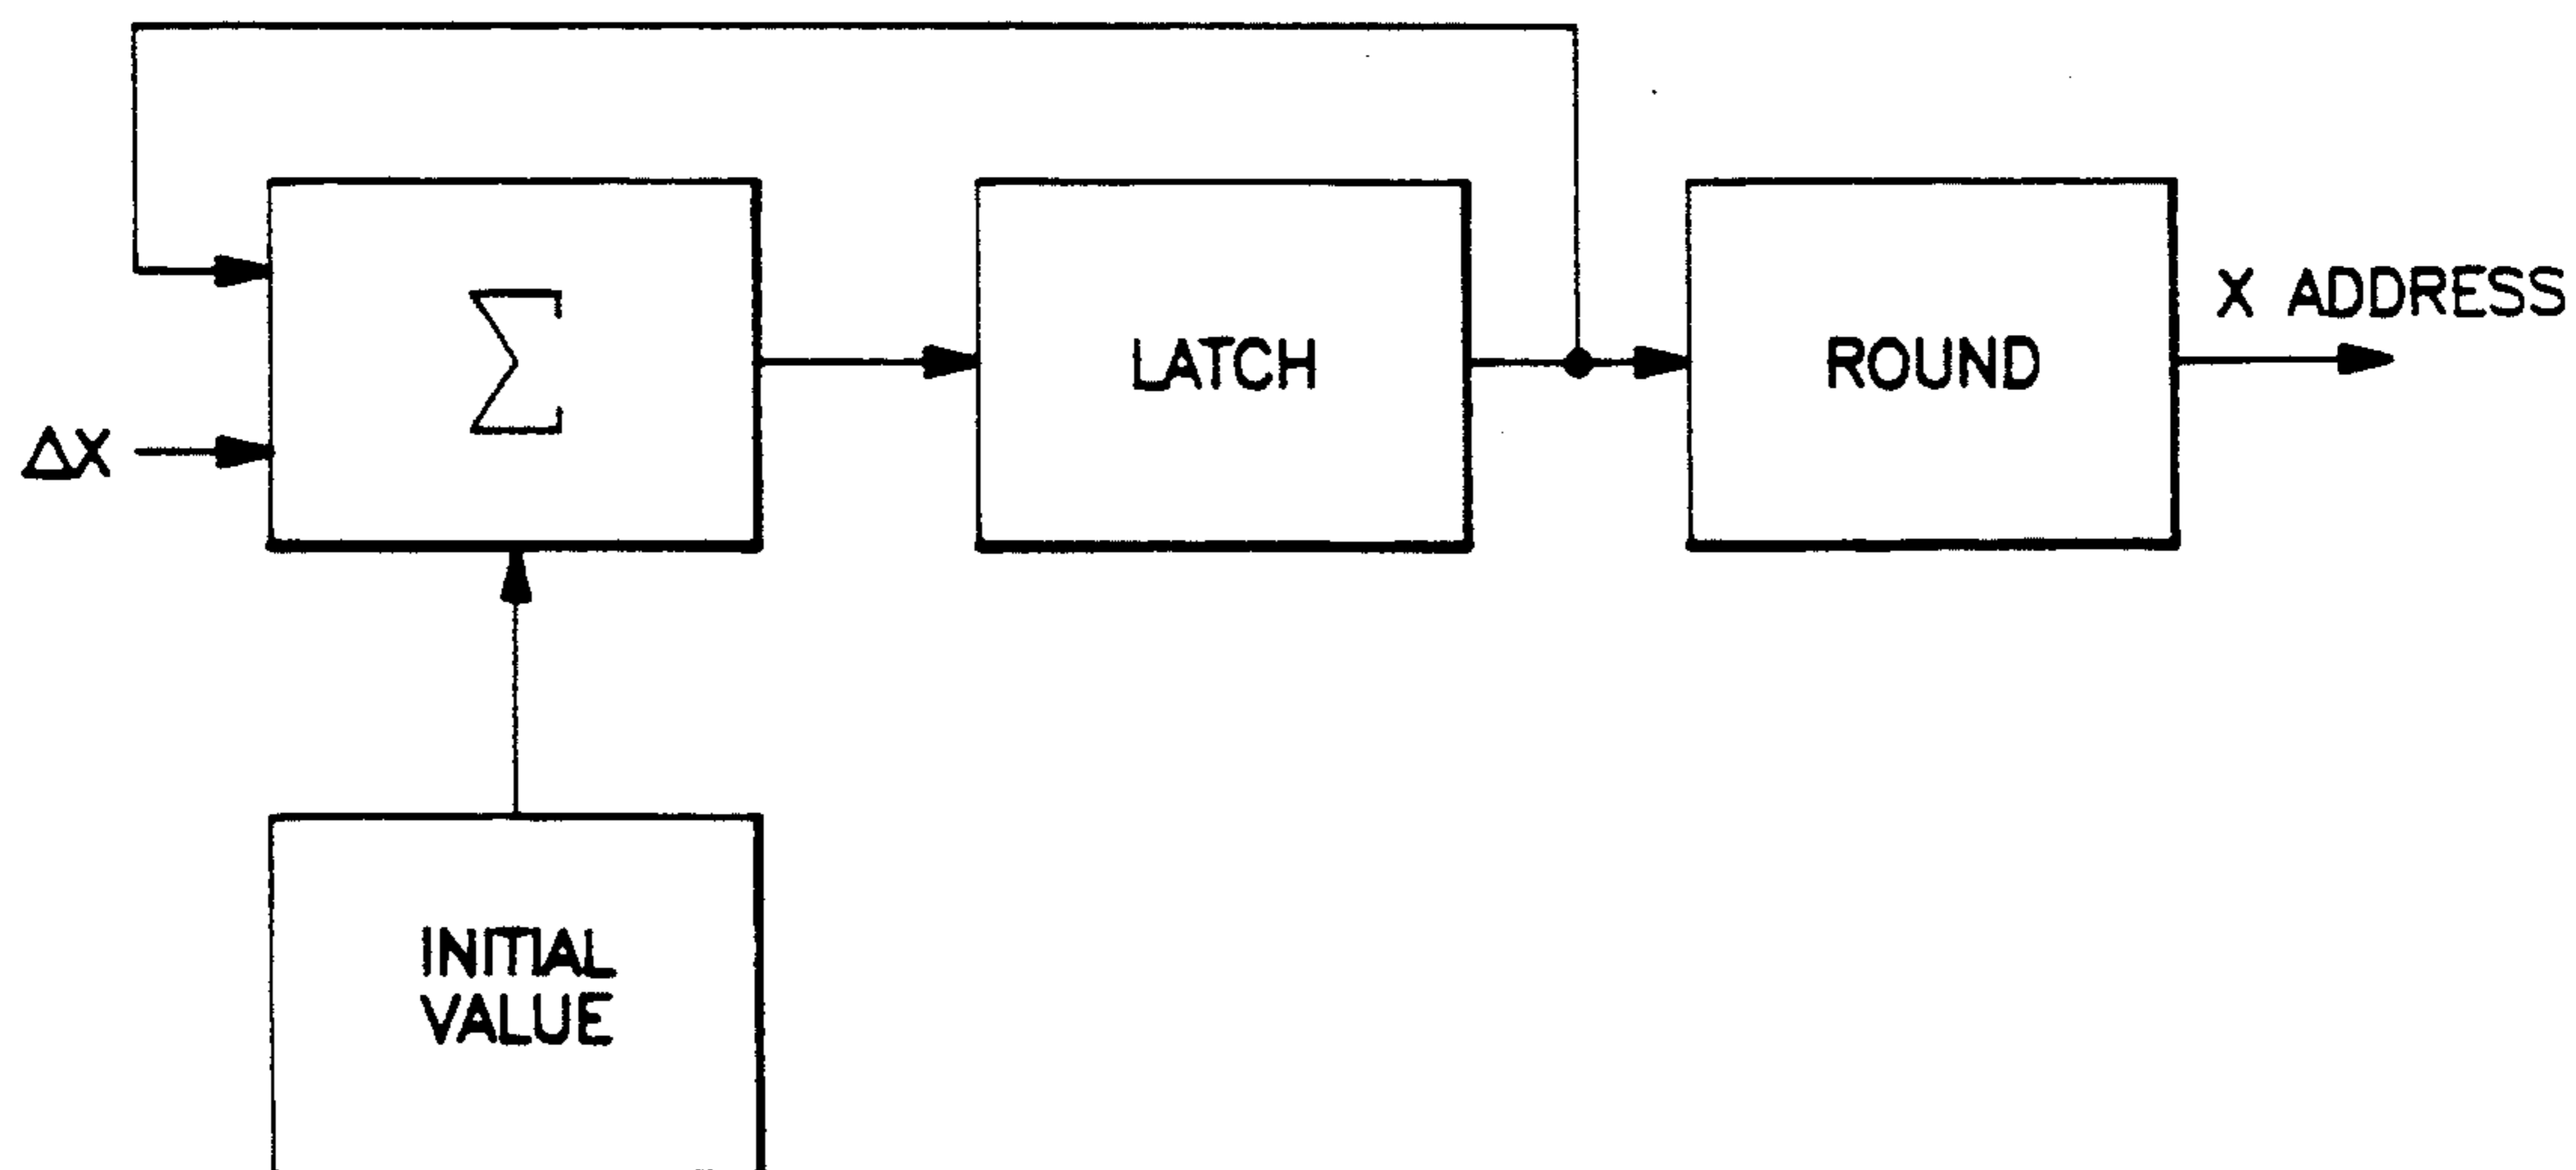 X ADDRESS
Σ
LATCH
ROUND
ΔX
INITIAL
VALUE